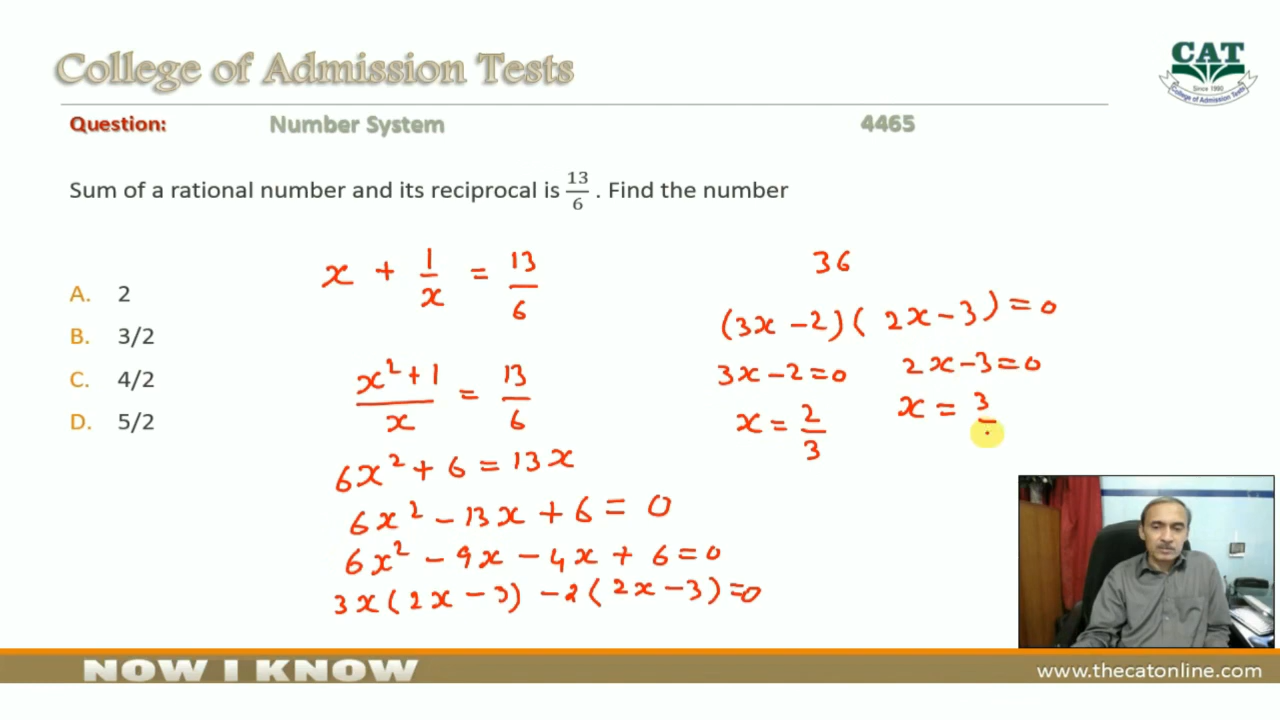 College of Admission Tests
CAT
Since 1990
College of Admission Tests
Question: Number System 4465
Sum of a rational number and its reciprocal is 13/6 . Find the number
A. 2
B. 3/2
C. 4/2
D. 5/2
x + 1/x = 13/6
(x² + 1)/x = 13/6
6x² + 6 = 13x
6x² - 13x + 6 = 0
6x² - 9x - 4x + 6 = 0
3x(2x - 3) - 2(2x - 3) = 0
36
(3x - 2)(2x - 3) = 0
3x - 2 = 0 2x - 3 = 0
x = 2/3 x = 3/
NOW I KNOW
www.thecatonline.com